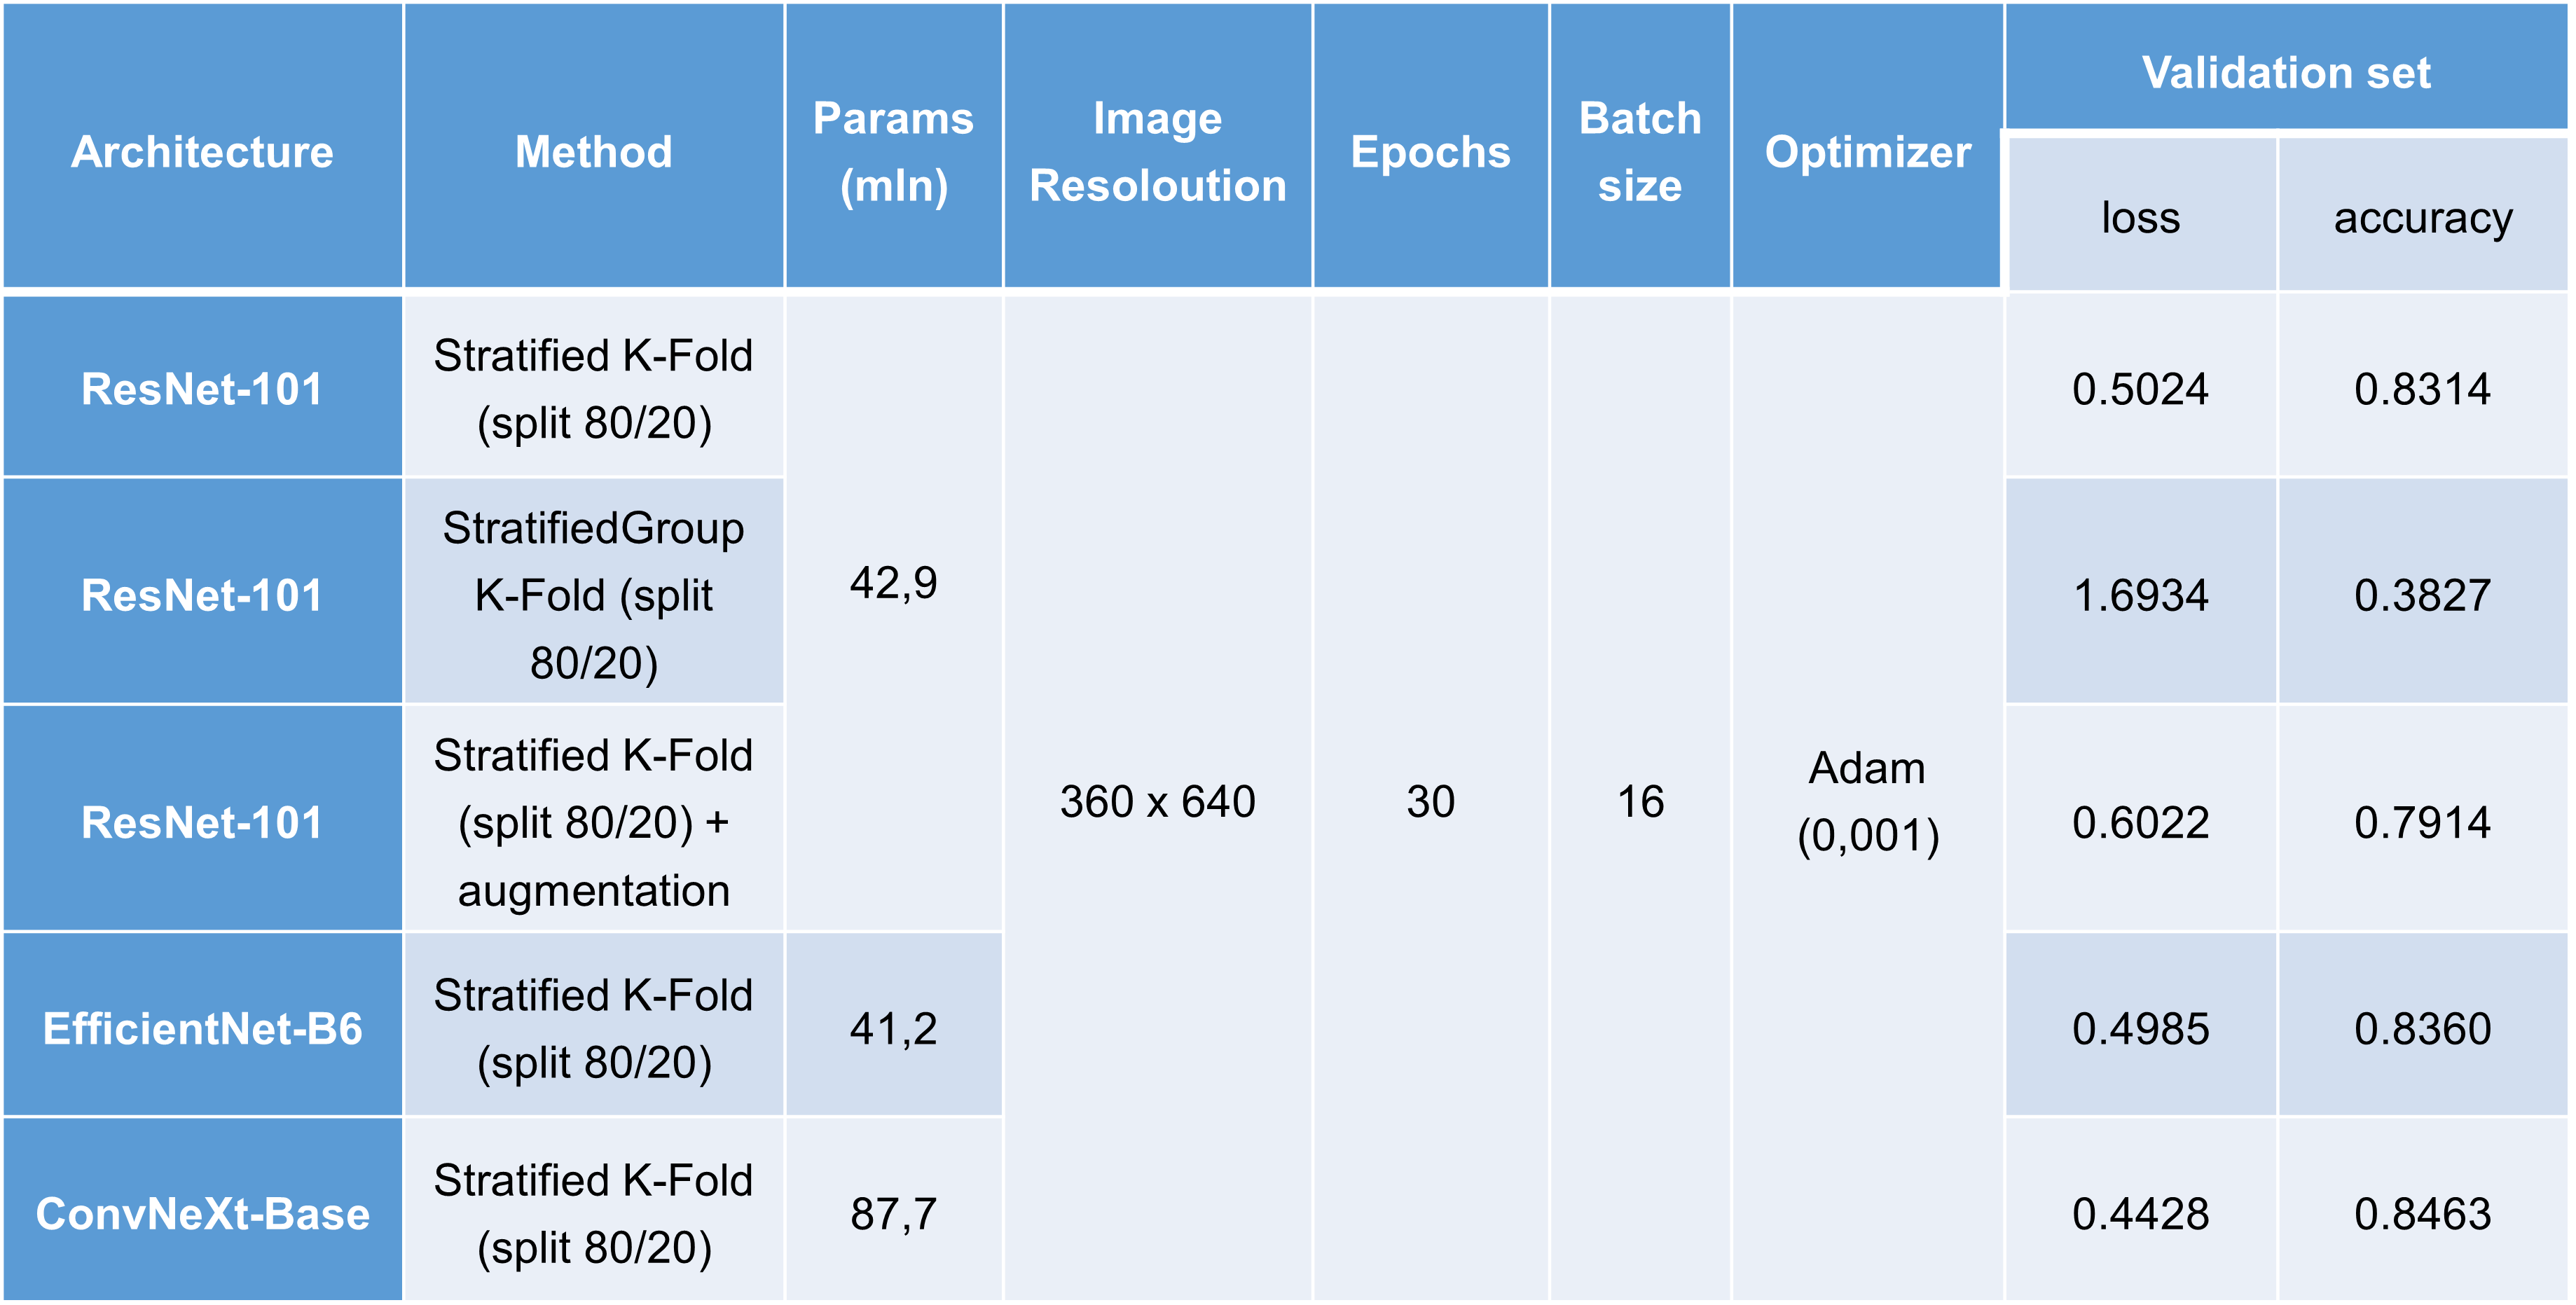 Architecture
Method
Params
(mln)
Image
Resoloution
Epochs
Batch
size
Optimizer
Validation set
loss
accuracy
ResNet-101
Stratified K-Fold
(split 80/20)
42,9
360 x 640
30
16
Adam
(0,001)
0.5024
0.8314
ResNet-101
StratifiedGroup
K-Fold (split
80/20)
1.6934
0.3827
ResNet-101
Stratified K-Fold
(split 80/20) +
augmentation
0.6022
0.7914
EfficientNet-B6
Stratified K-Fold
(split 80/20)
41,2
0.4985
0.8360
ConvNeXt-Base
Stratified K-Fold
(split 80/20)
87,7
0.4428
0.8463